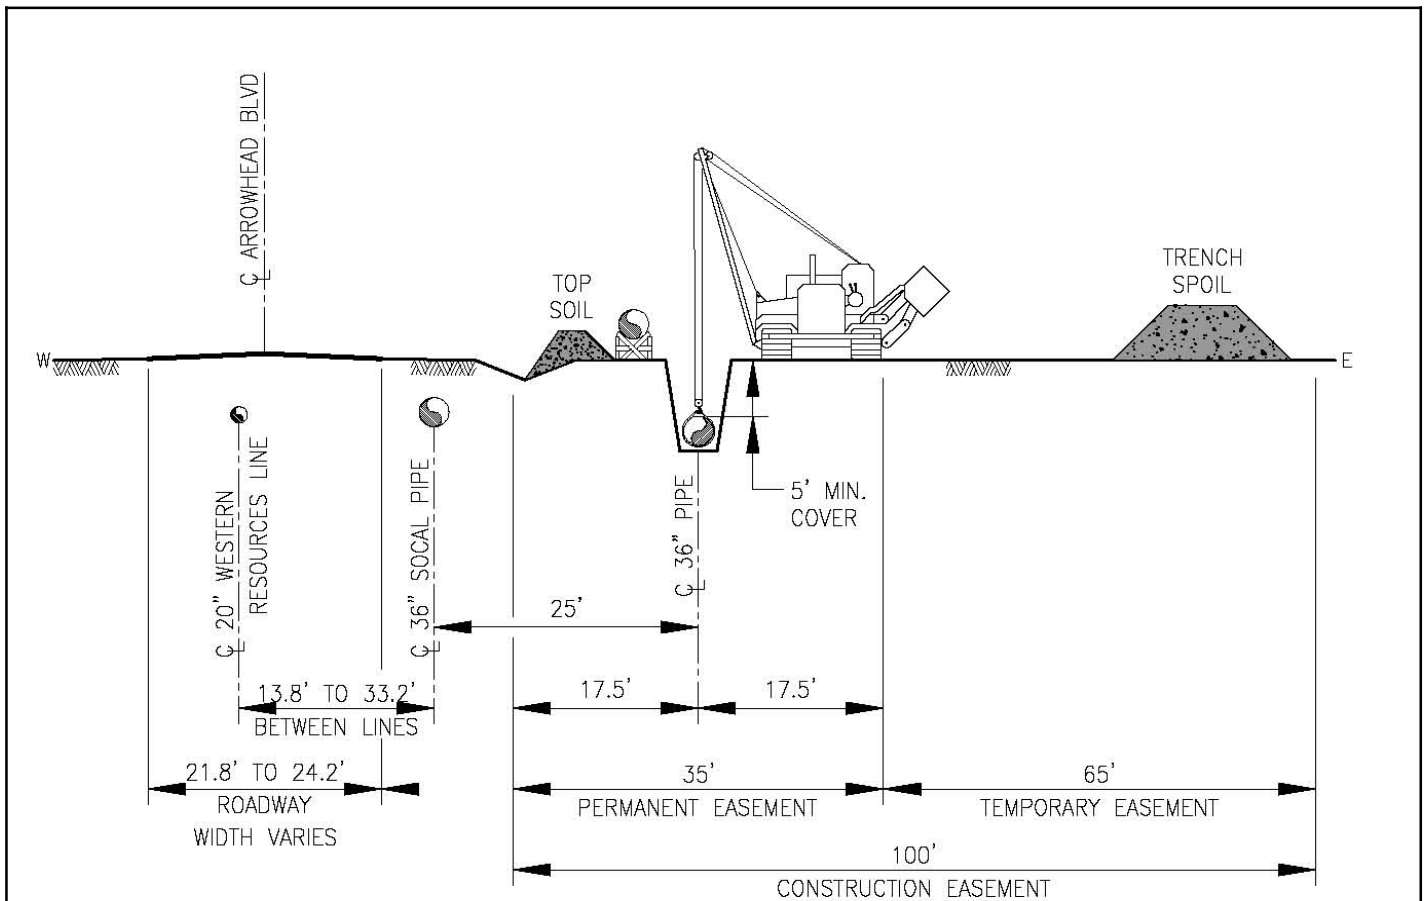 ℄ ARROWHEAD BLVD
TOP
SOIL
TRENCH
SPOIL
W
E
5' MIN.
COVER
℄ 20" WESTERN
RESOURCES LINE
℄ 36" SOCAL PIPE
℄ 36" PIPE
25'
13.8' TO 33.2'
BETWEEN LINES
17.5'
17.5'
21.8' TO 24.2'
ROADWAY
WIDTH VARIES
35'
PERMANENT EASEMENT
65'
TEMPORARY EASEMENT
100'
CONSTRUCTION EASEMENT